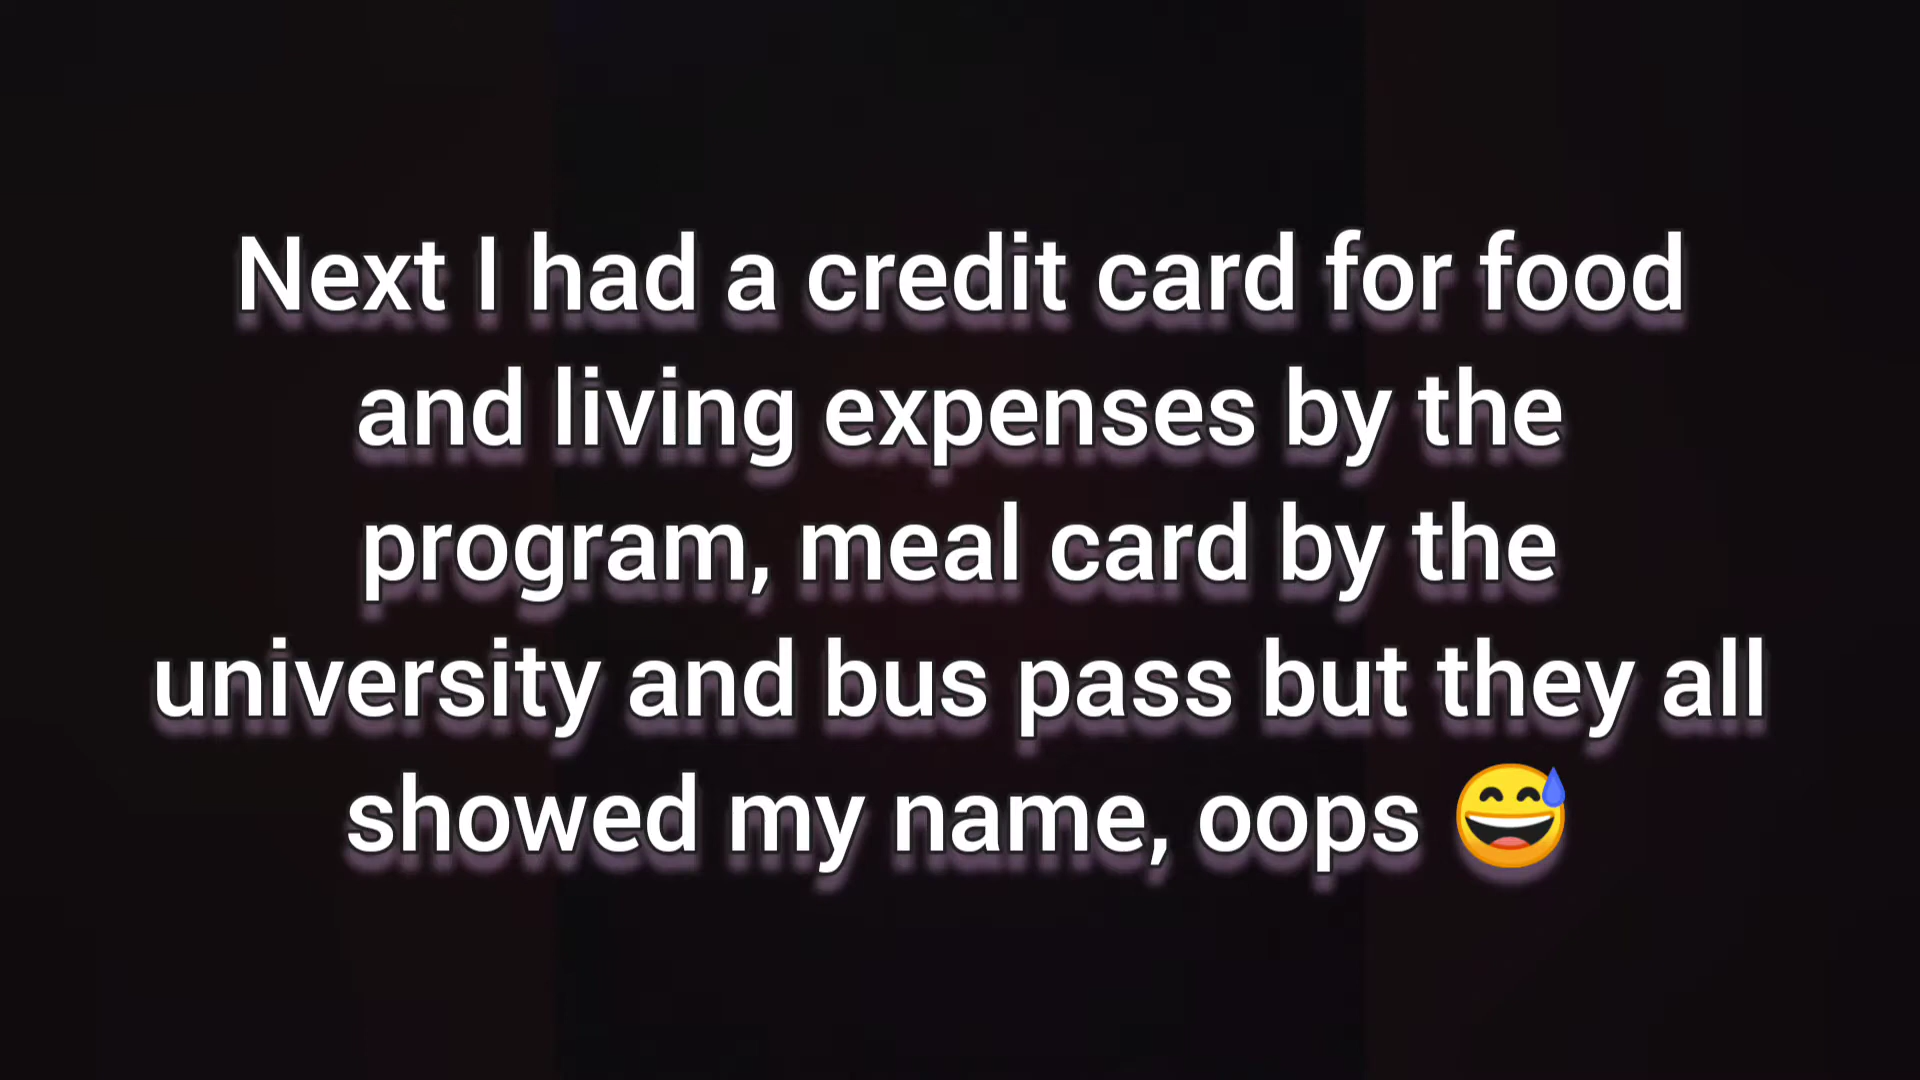 Next I had a credit card for food
and living expenses by the
program, meal card by the
university and bus pass but they all
showed my name, oops 😅